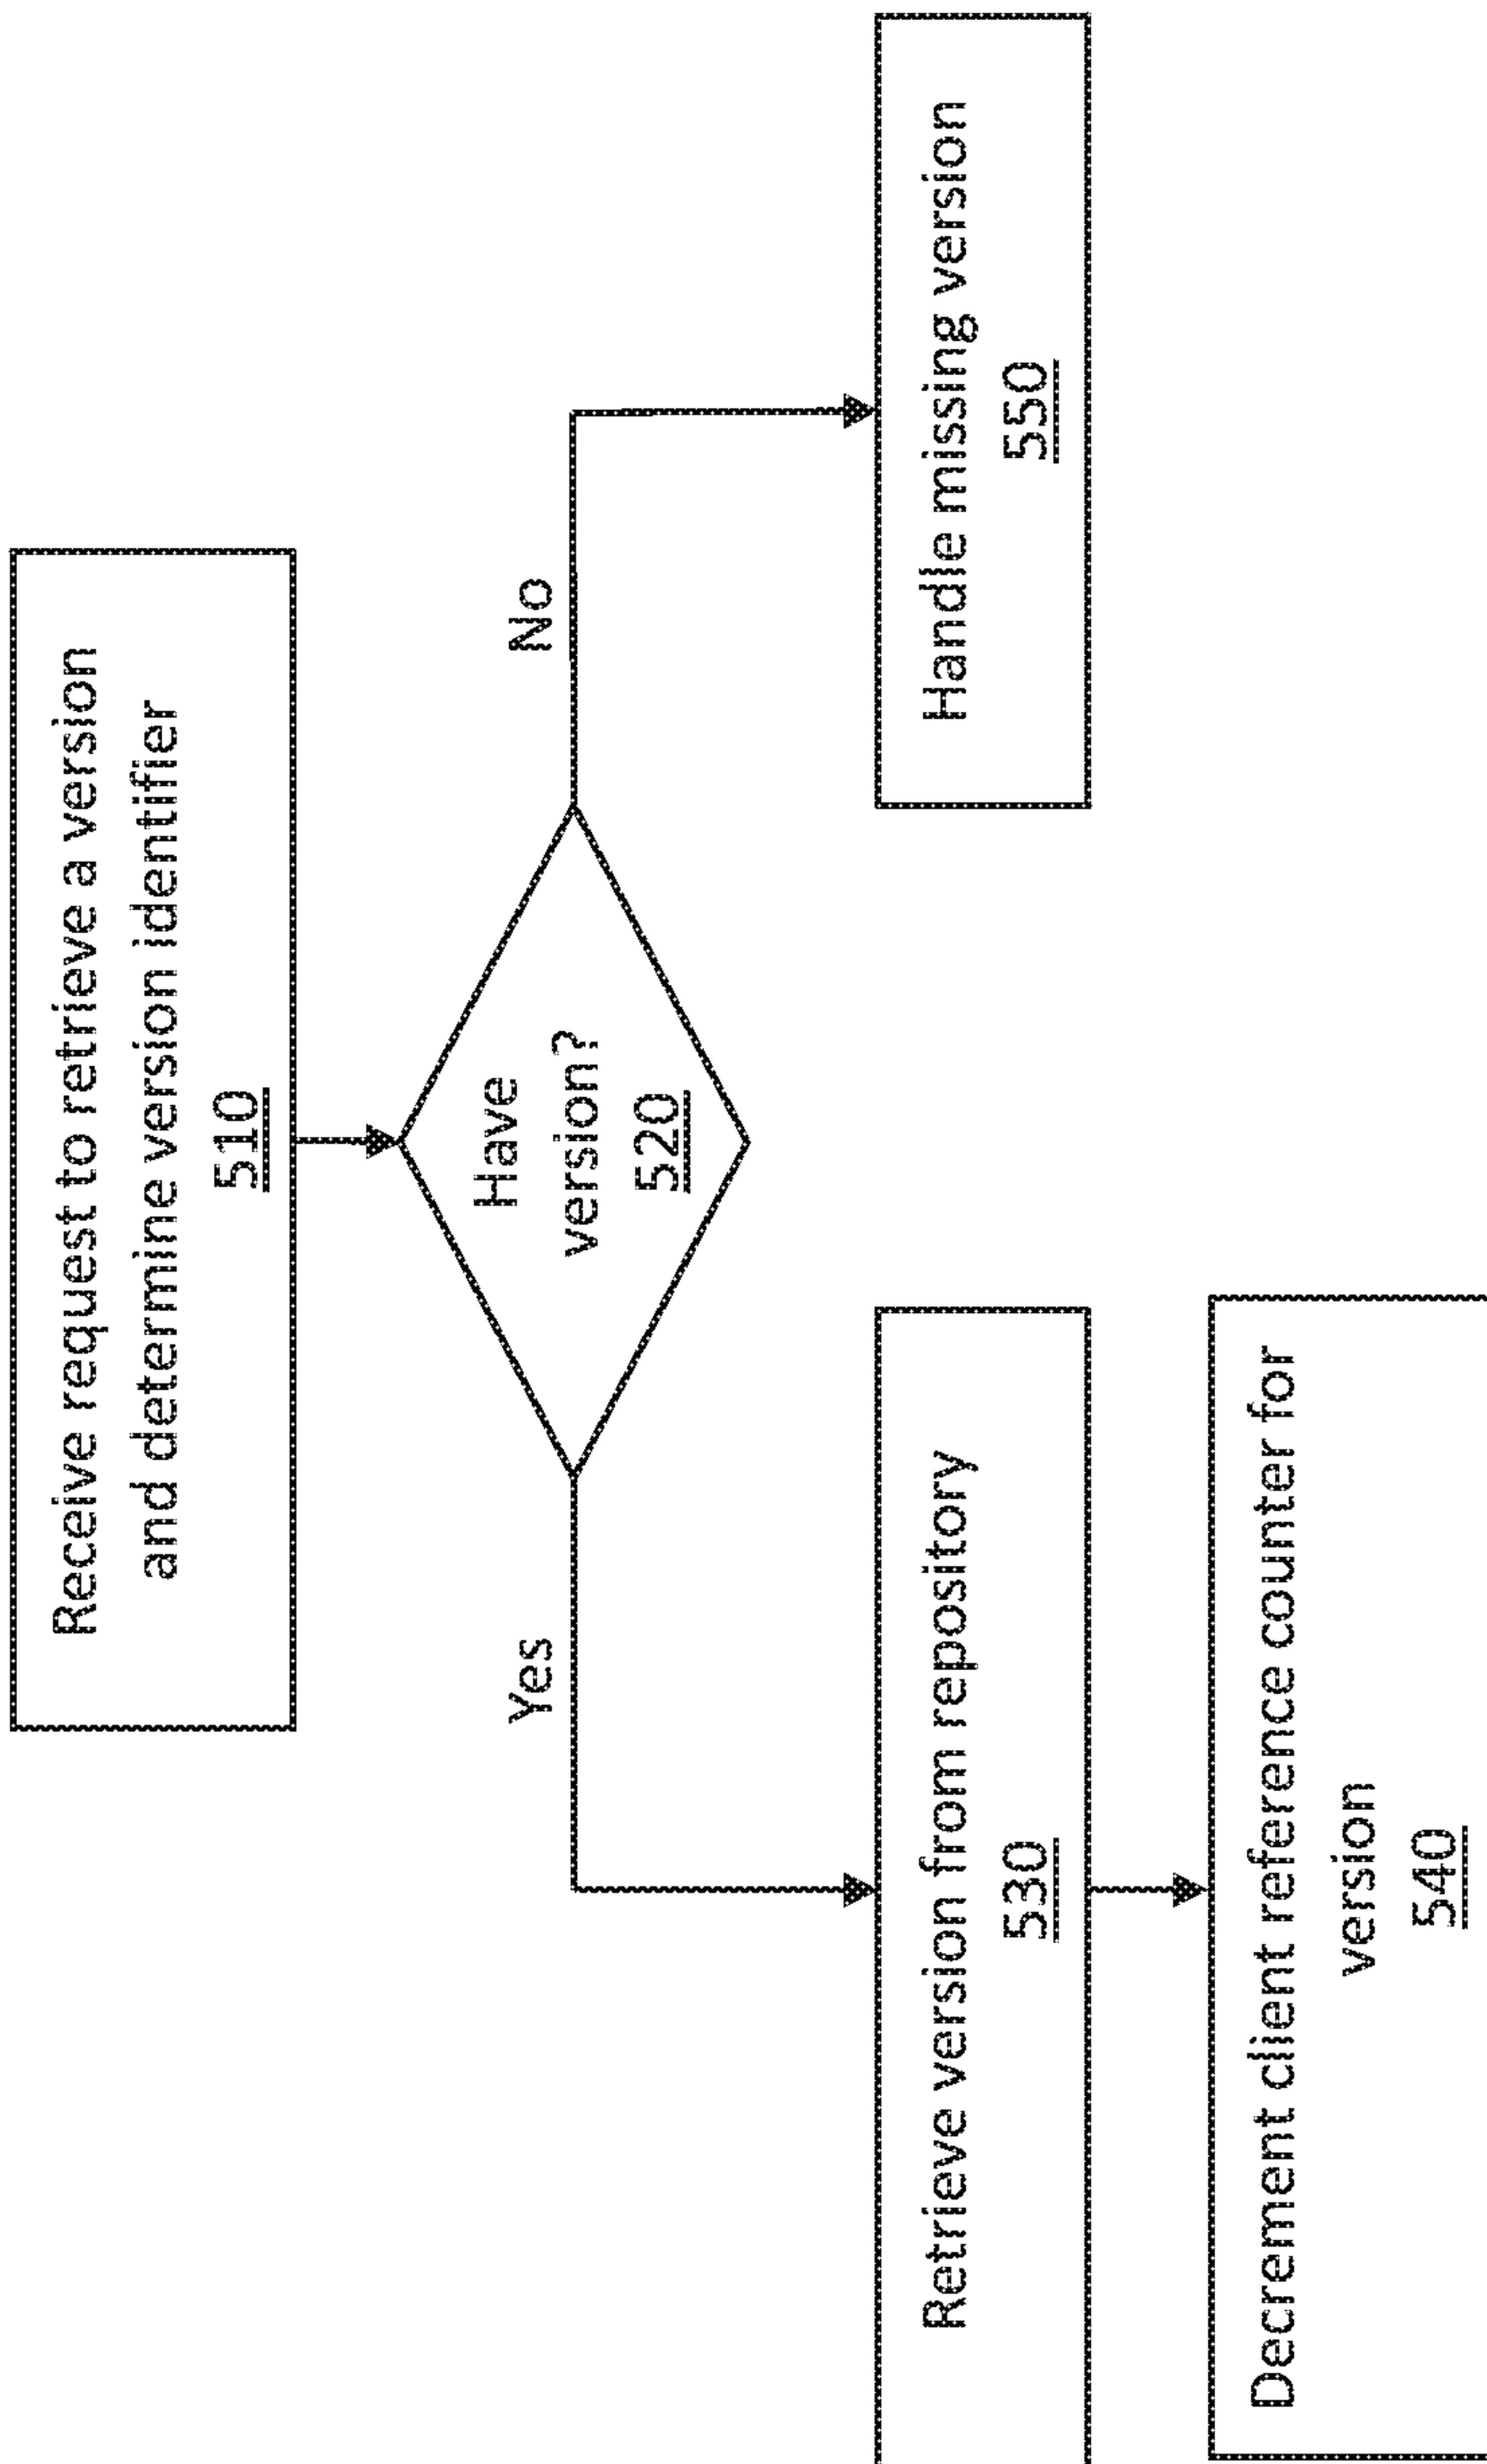 Receive request to retrieve a version
and determine version identifier
510
Have
version?
520
Yes
No
Retrieve version from repository
530
Handle missing version
550
Decrement client reference counter for
version
540